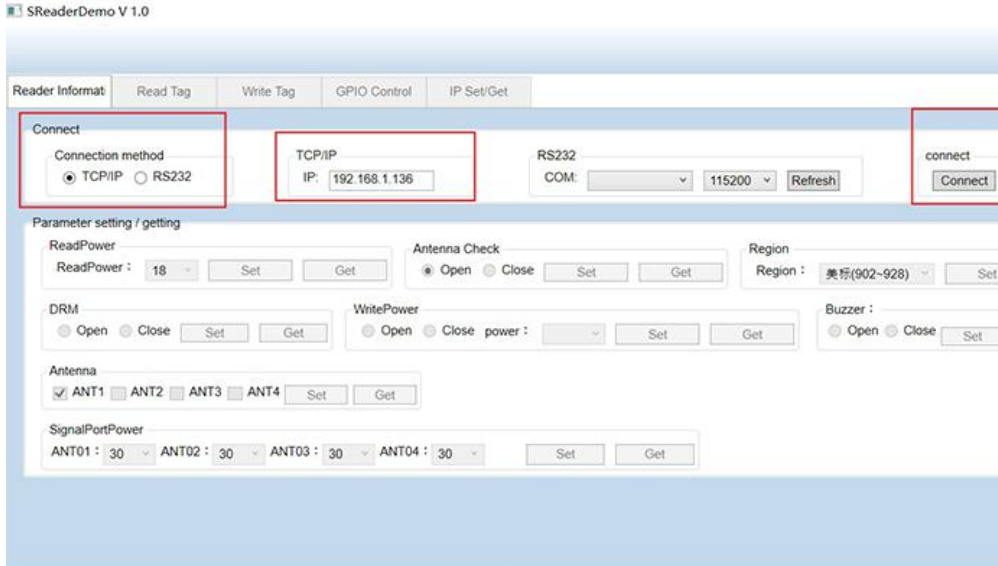 SReaderDemo V 1.0
Reader Informati Read Tag Write Tag GPIO Control IP Set/Get
Connect
Connection method TCP/IP RS232 connect
TCP/IP RS232 IP: 192.168.1.136 COM: 115200 Refresh Connect
Parameter setting / getting
ReadPower Antenna Check Region
ReadPower: 18 Set Get Open Close Set Get Region: 美标(902~928) Set
DRM WritePower Buzzer:
Open Close Set Get Open Close power: Set Get Open Close Set
Antenna
ANT1 ANT2 ANT3 ANT4 Set Get
SignalPortPower
ANT01: 30 ANT02: 30 ANT03: 30 ANT04: 30 Set Get